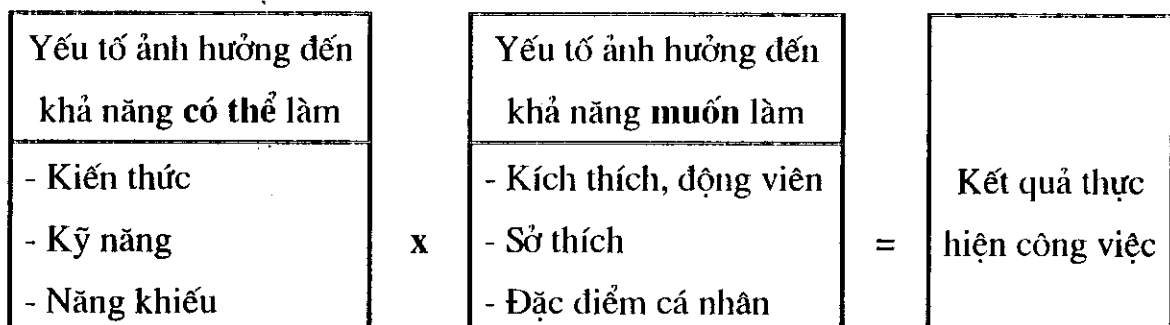 Yếu tố ảnh hưởng đến
khả năng có thể làm
- Kiến thức
- Kỹ năng
- Năng khiếu
x
Yếu tố ảnh hưởng đến
khả năng muốn làm
- Kích thích, động viên
- Sở thích
- Đặc điểm cá nhân
=
Kết quả thực
hiện công việc